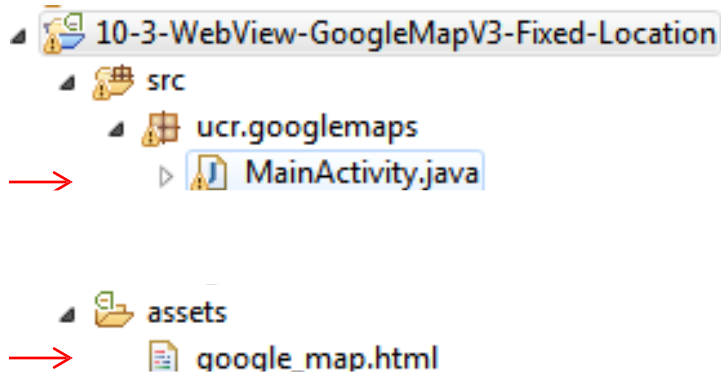 10-3-WebView-GoogleMapV3-Fixed-Location
src
ucr.googlemaps
MainActivity.java
assets
google_map.html